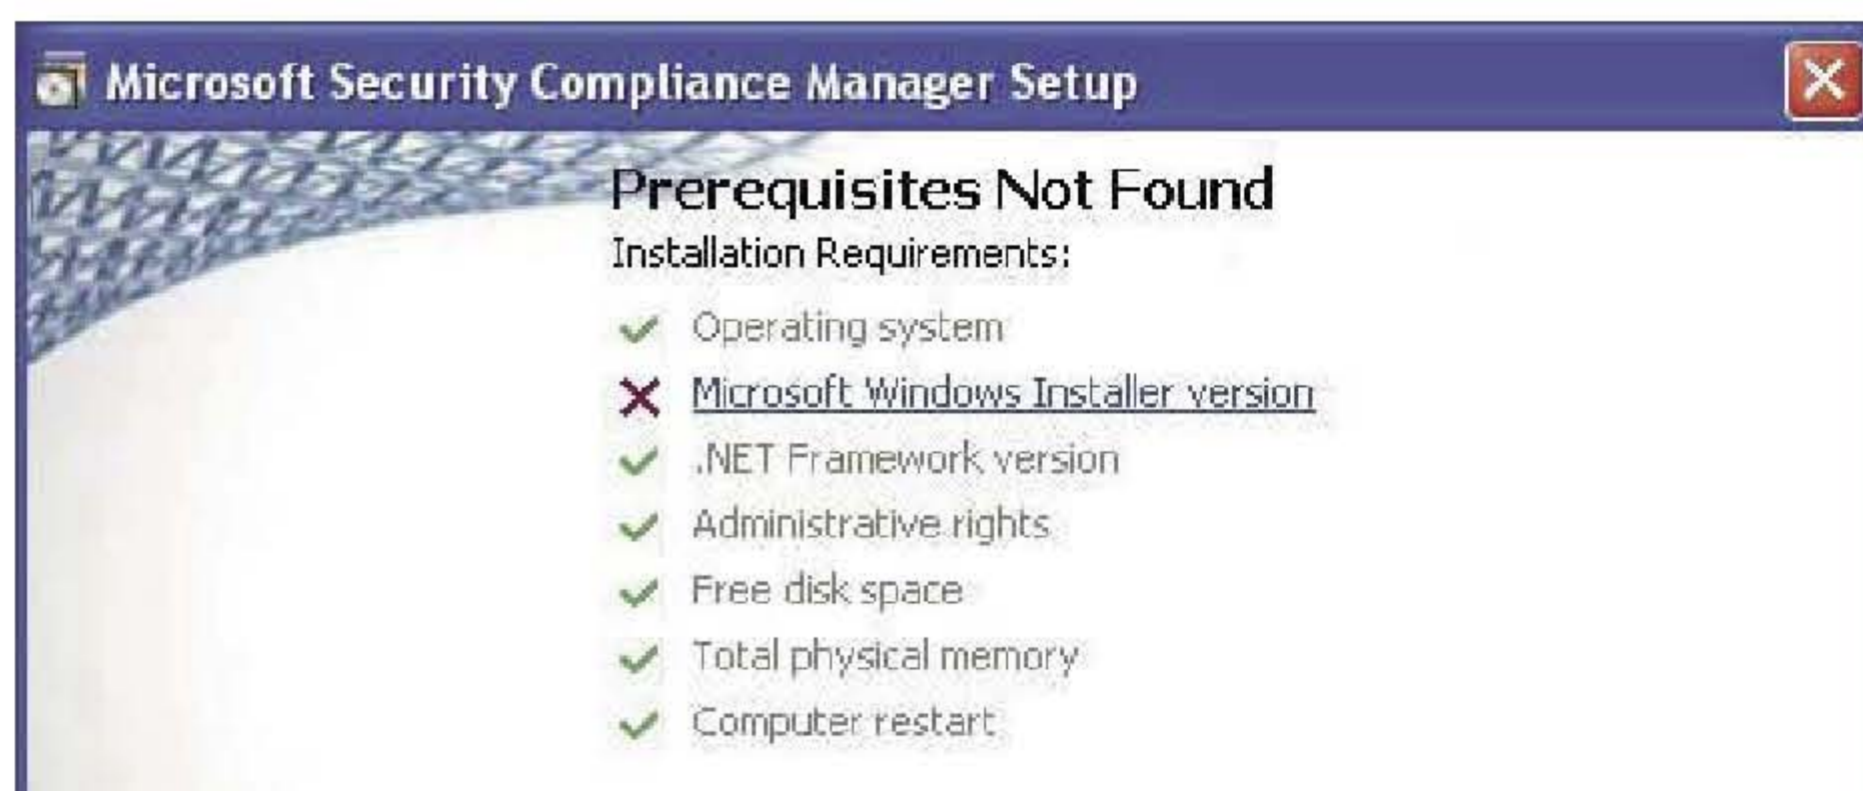 Microsoft Security Compliance Manager Setup
Prerequisites Not Found
Installation Requirements:
Operating system
Microsoft Windows Installer version
.NET Framework version
Administrative rights
Free disk space
Total physical memory
Computer restart